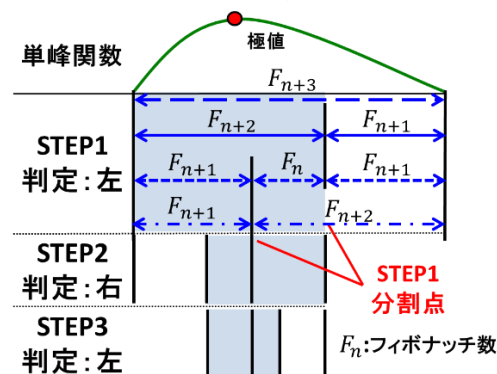 極値
単峰関数
F_{n+3}
F_{n+2} F_{n+1}
STEP1
判定:左
F_{n+1} F_n F_{n+1}
F_{n+1} F_{n+2}
STEP2
判定:右
STEP1
分割点
STEP3
判定:左
F_n:フィボナッチ数